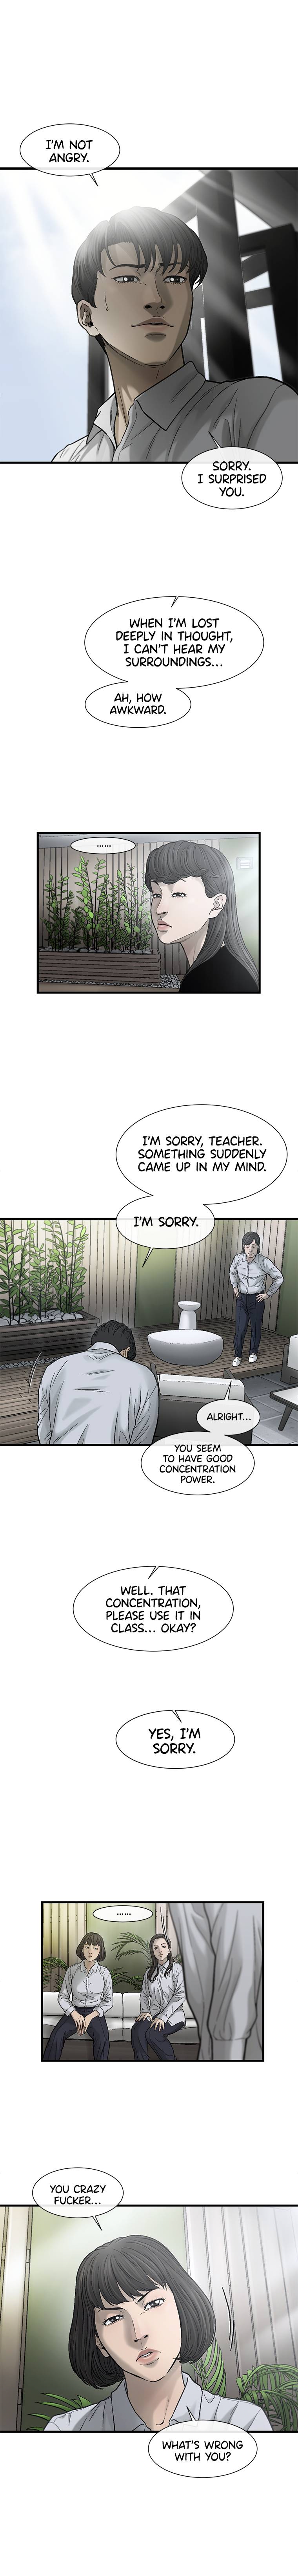 I'M NOT
ANGRY.
SORRY.
I SURPRISED
YOU.
WHEN I'M LOST
DEEPLY IN THOUGHT,
I CAN'T HEAR MY
SURROUNDINGS...
AH, HOW
AWKWARD.
......
I'M SORRY, TEACHER.
SOMETHING SUDDENLY
CAME UP IN MY MIND.
I'M SORRY.
ALRIGHT...
YOU SEEM
TO HAVE GOOD
CONCENTRATION
POWER.
WELL. THAT
CONCENTRATION,
PLEASE USE IT IN
CLASS... OKAY?
YES, I'M
SORRY.
......
YOU CRAZY
FUCKER...
WHAT'S WRONG
WITH YOU?